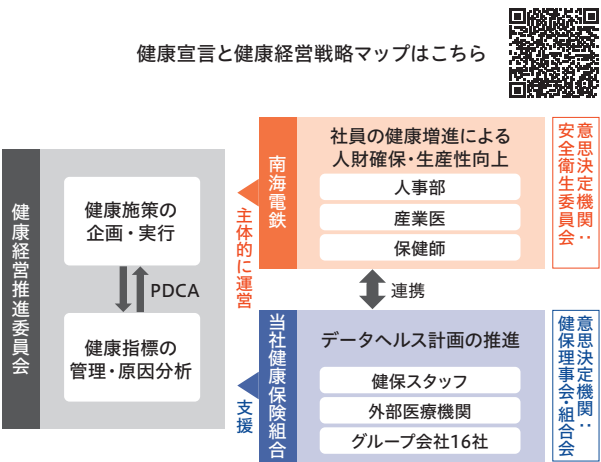 健康宣言と健康経営戦略マップはこちら
健康経営推進委員会
健康施策の
企画・実行
PDCA
健康指標の
管理・原因分析
主体的に運営
支援
南海電鉄
社員の健康増進による
人財確保・生産性向上
人事部
産業医
保健師
意思決定機関：
安全衛生委員会
連携
当社健康保険組合
データヘルス計画の推進
健保スタッフ
外部医療機関
グループ会社16社
意思決定機関：
健保理事会・組合会